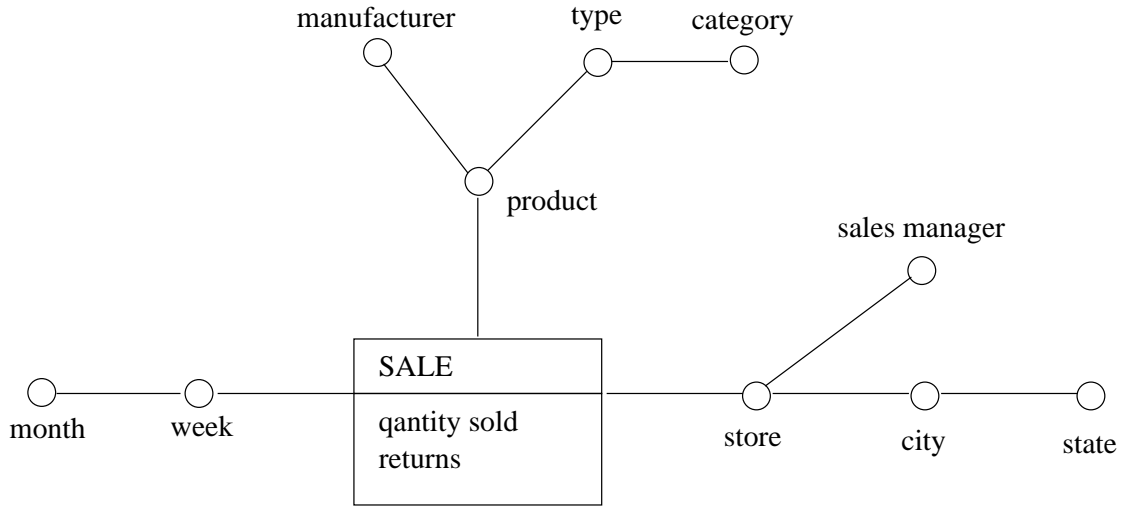 manufacturer
type
category
product
sales manager
SALE
qantity sold
returns
month
week
store
city
state